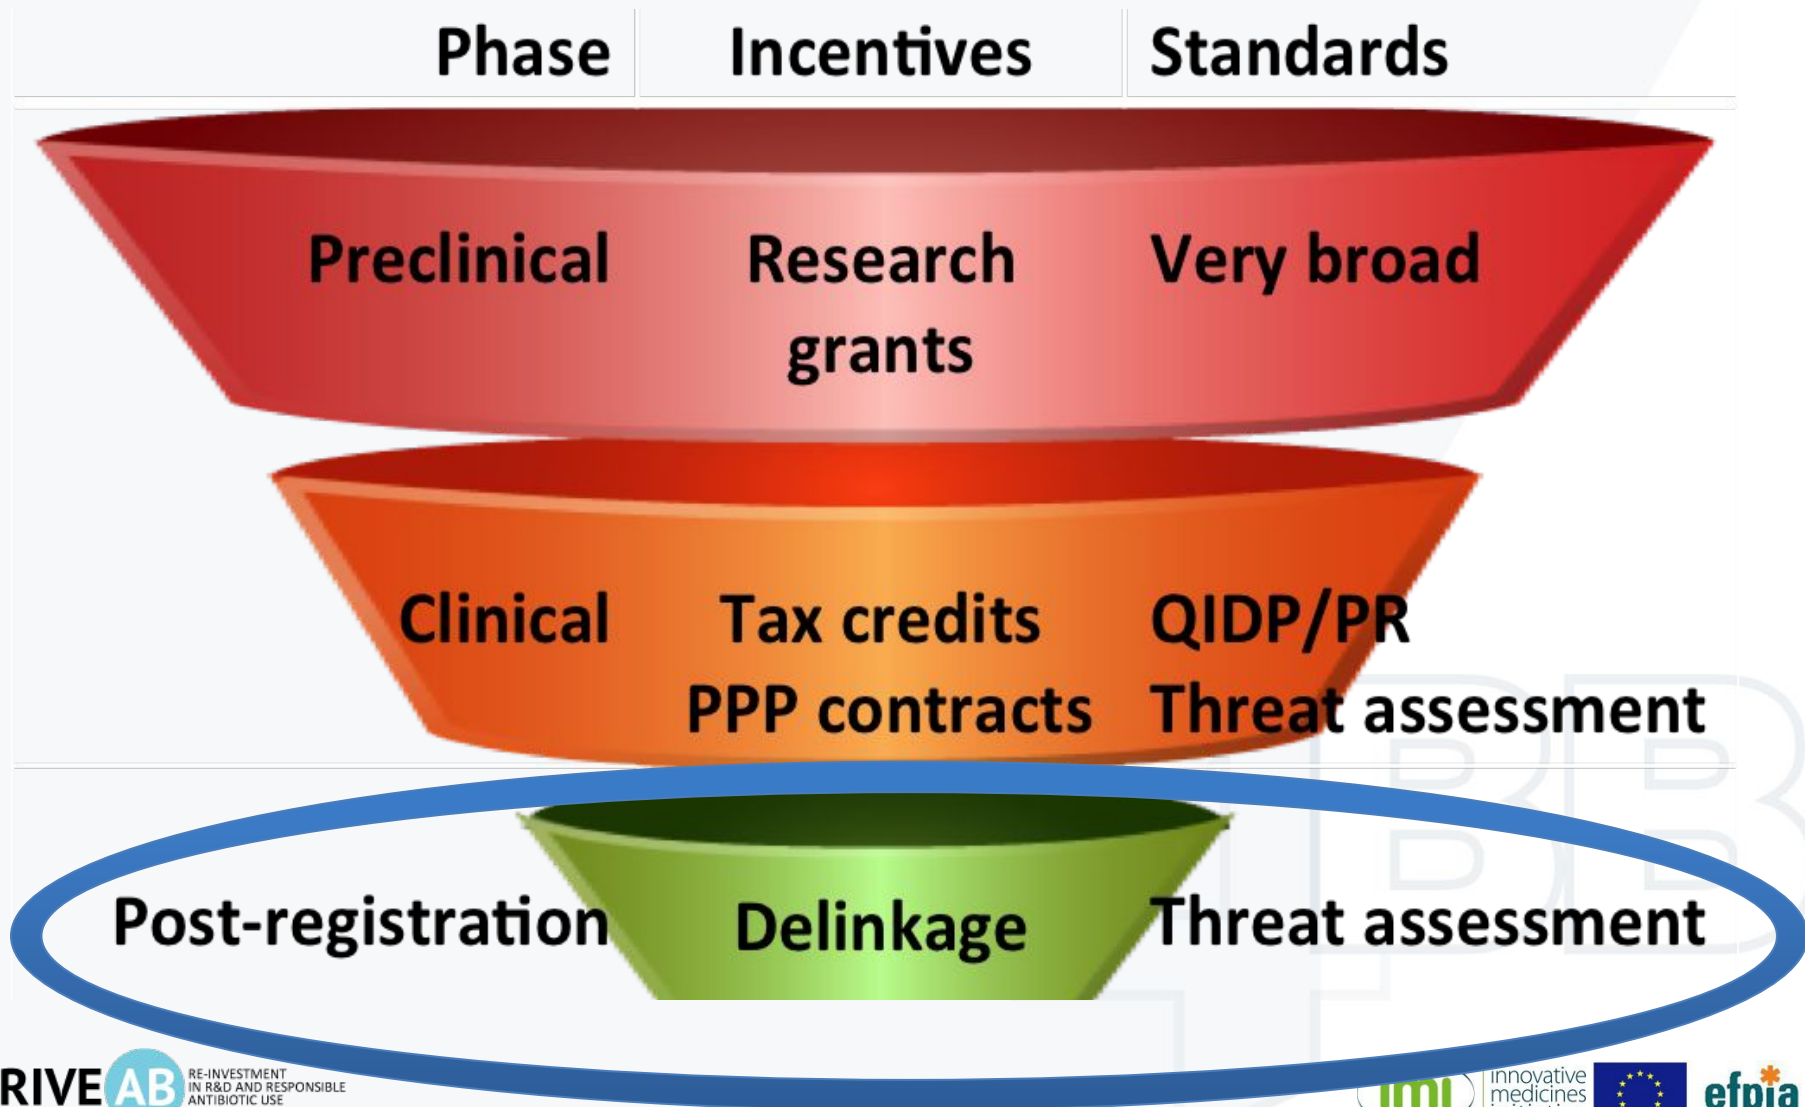 Phase Incentives Standards
Preclinical Research Very broad
grants
Clinical Tax credits QIDP/PR
PPP contracts Threat assessment
Post-registration Delinkage Threat assessment
RIVE AB RE-INVESTMENT
IN R&D AND RESPONSIBLE
ANTIBIOTIC USE
imi innovative
medicines
efpia